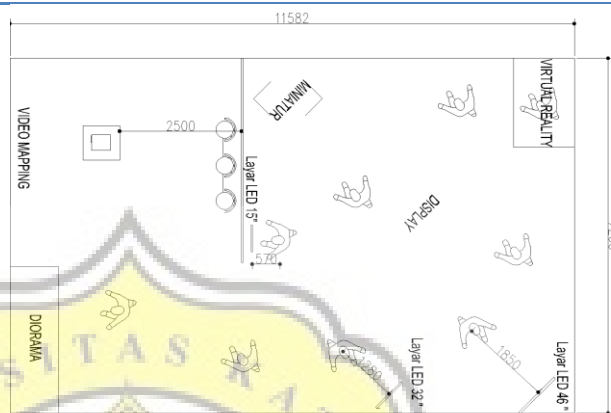 11582
VIDEO MAPPING
2500
MINIATUR
VIRTUAL REALITY
Layar LED 15"
DISPLAY
570
DIORAMA
Layar LED 32"
1850
Layar LED 46"
SITAS